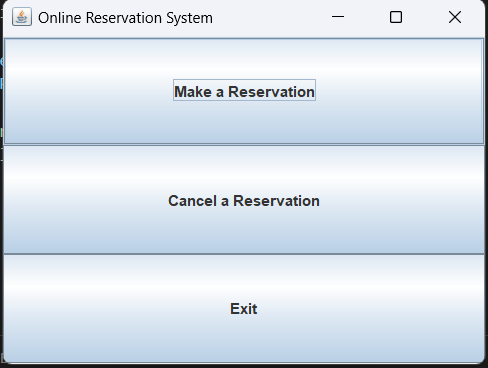 Online Reservation System
Make a Reservation
Cancel a Reservation
Exit